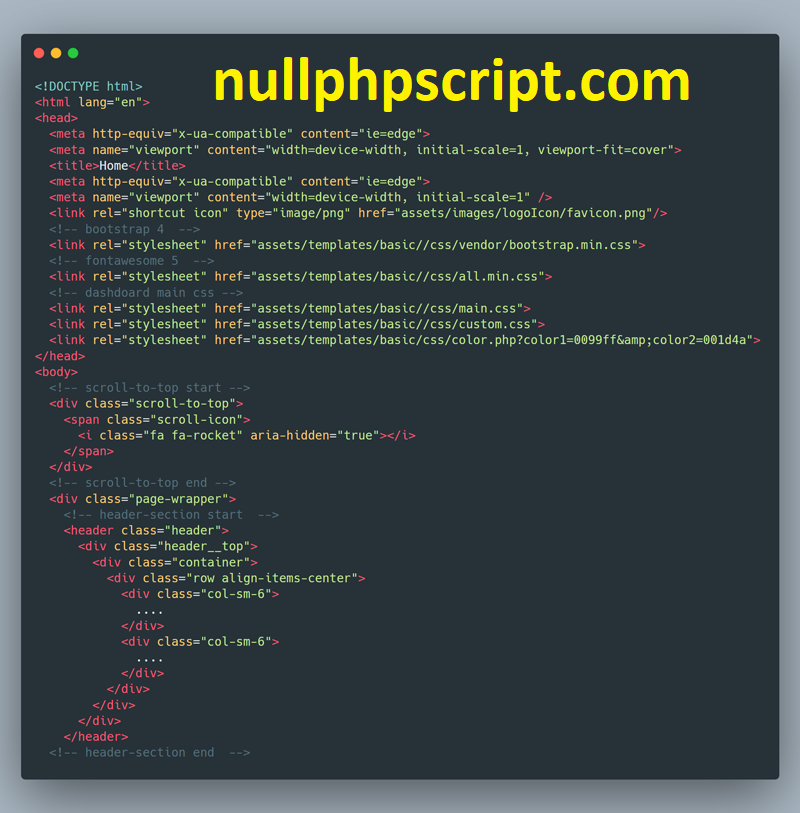 nullphpscript.com
<!DOCTYPE html>
<html lang="en">
<head>
  <meta http-equiv="x-ua-compatible" content="ie=edge">
  <meta name="viewport" content="width=device-width, initial-scale=1, viewport-fit=cover">
  <title>Home</title>
  <meta http-equiv="x-ua-compatible" content="ie=edge">
  <meta name="viewport" content="width=device-width, initial-scale=1" />
  <link rel="shortcut icon" type="image/png" href="assets/images/logoIcon/favicon.png"/>
  <!-- bootstrap 4  -->
  <link rel="stylesheet" href="assets/templates/basic//css/vendor/bootstrap.min.css">
  <!-- fontawesome 5  -->
  <link rel="stylesheet" href="assets/templates/basic//css/all.min.css">
  <!-- dashdoard main css -->
  <link rel="stylesheet" href="assets/templates/basic//css/main.css">
  <link rel="stylesheet" href="assets/templates/basic//css/custom.css">
  <link rel="stylesheet" href="assets/templates/basic/css/color.php?color1=0099ff&amp;color2=001d4a">
</head>
<body>
  <!-- scroll-to-top start -->
  <div class="scroll-to-top">
    <span class="scroll-icon">
      <i class="fa fa-rocket" aria-hidden="true"></i>
    </span>
  </div>
  <!-- scroll-to-top end -->
  <div class="page-wrapper">
    <!-- header-section start  -->
    <header class="header">
      <div class="header__top">
        <div class="container">
          <div class="row align-items-center">
            <div class="col-sm-6">
              ....
            </div>
            <div class="col-sm-6">
              ....
            </div>
          </div>
        </div>
      </div>
    </header>
  <!-- header-section end  -->